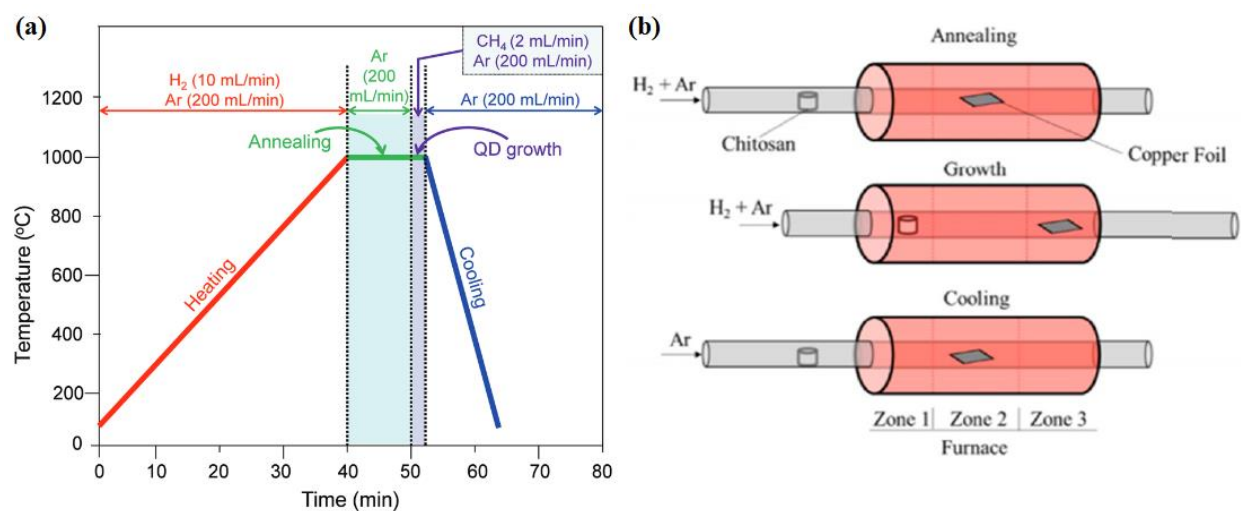 (a)
CH₄ (2 mL/min)
Ar (200 mL/min)
H₂ (10 mL/min)
Ar (200 mL/min)
Ar
(200
mL/min)
Ar (200 mL/min)
Annealing
QD growth
Heating
Cooling
Temperature (°C)
1200
1000
800
600
400
200
0
0 10 20 30 40 50 60 70 80
Time (min)
(b)
Annealing
H₂ + Ar
Chitosan
Copper Foil
Growth
H₂ + Ar
Cooling
Ar
Zone 1 Zone 2 Zone 3
Furnace